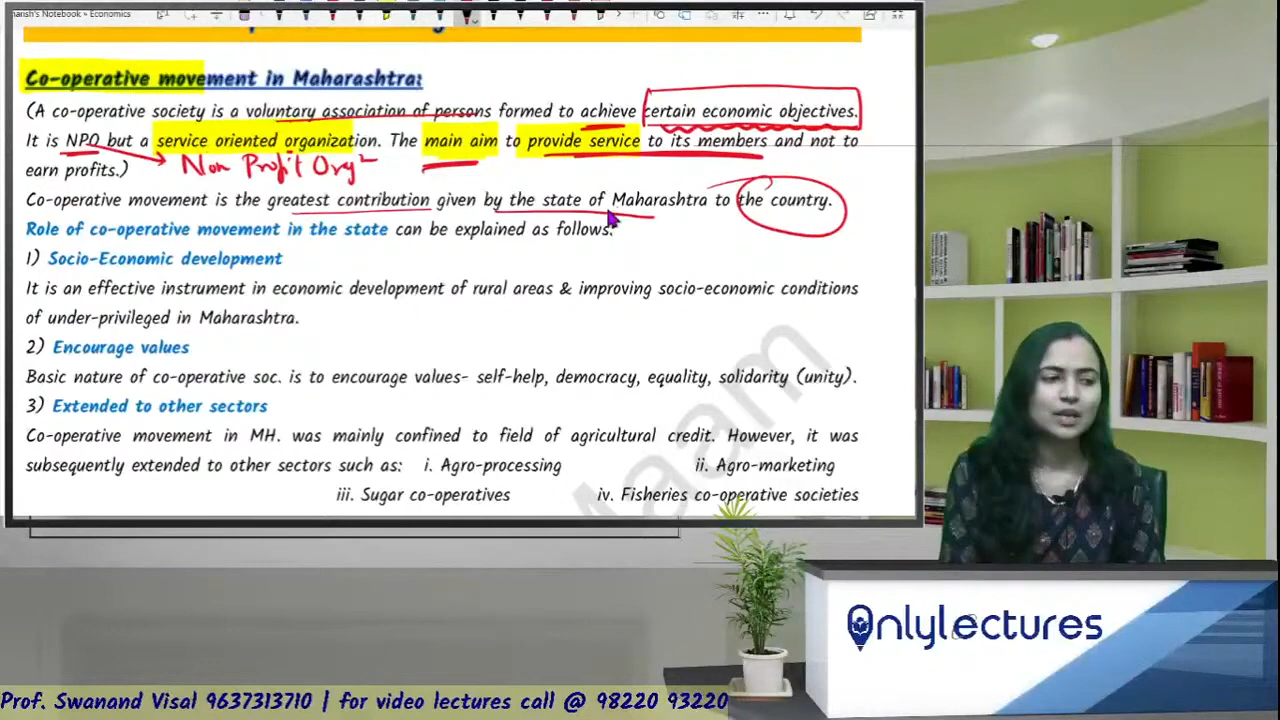 arish's Notebook » Economics
Co-operative movement in Maharashtra:
(A co-operative society is a voluntary association of persons formed to achieve certain economic objectives.
It is NPO but a service oriented organization. The main aim to provide service to its members and not to
Non Profit Orgⁿ
earn profits.)
Co-operative movement is the greatest contribution given by the state of Maharashtra to the country.
Role of co-operative movement in the state can be explained as follows:
1) Socio-Economic development
It is an effective instrument in economic development of rural areas & improving socio-economic conditions
of under-privileged in Maharashtra.
2) Encourage values
Basic nature of co-operative soc. is to encourage values- self-help, democracy, equality, solidarity (unity).
3) Extended to other sectors
Co-operative movement in MH. was mainly confined to field of agricultural credit. However, it was
subsequently extended to other sectors such as: i. Agro-processing ii. Agro-marketing
iii. Sugar co-operatives iv. Fisheries co-operative societies
Maam
Onlylectures
Prof. Swanand Visal 9637313710 | for video lectures call @ 98220 93220